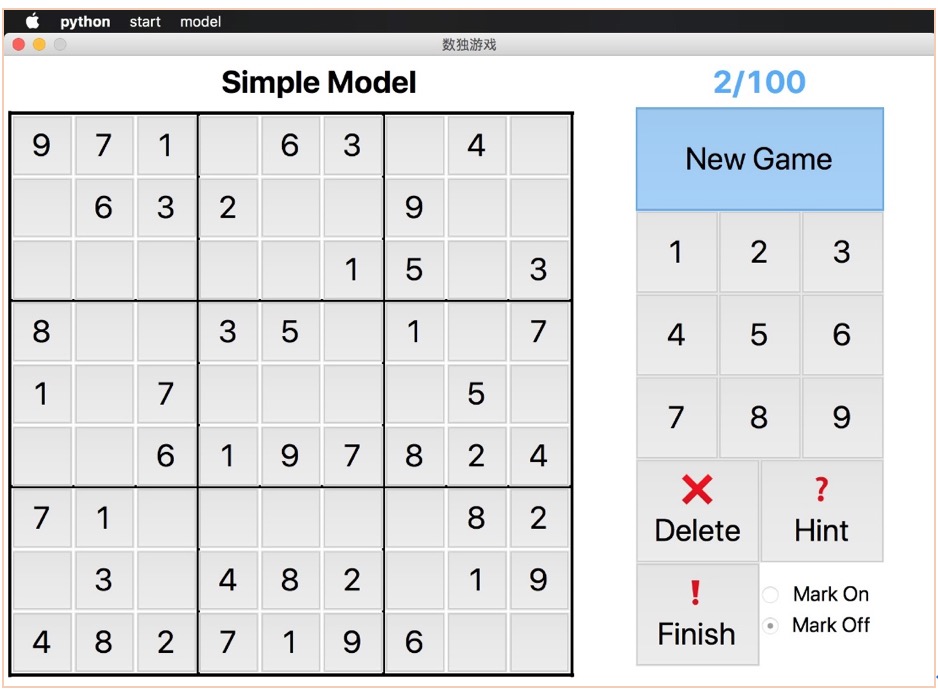 python start model
数独游戏
Simple Model 2/100
9 7 1 6 3 4
New Game
6 3 2 9
1 5 3
1 2 3
8 3 5 1 7
4 5 6
1 7 5
7 8 9
6 1 9 7 8 2 4
7 1 8 2
? 
Delete Hint
3 4 8 2 1 9
! Mark On
Mark Off
4 8 2 7 1 9 6
Finish